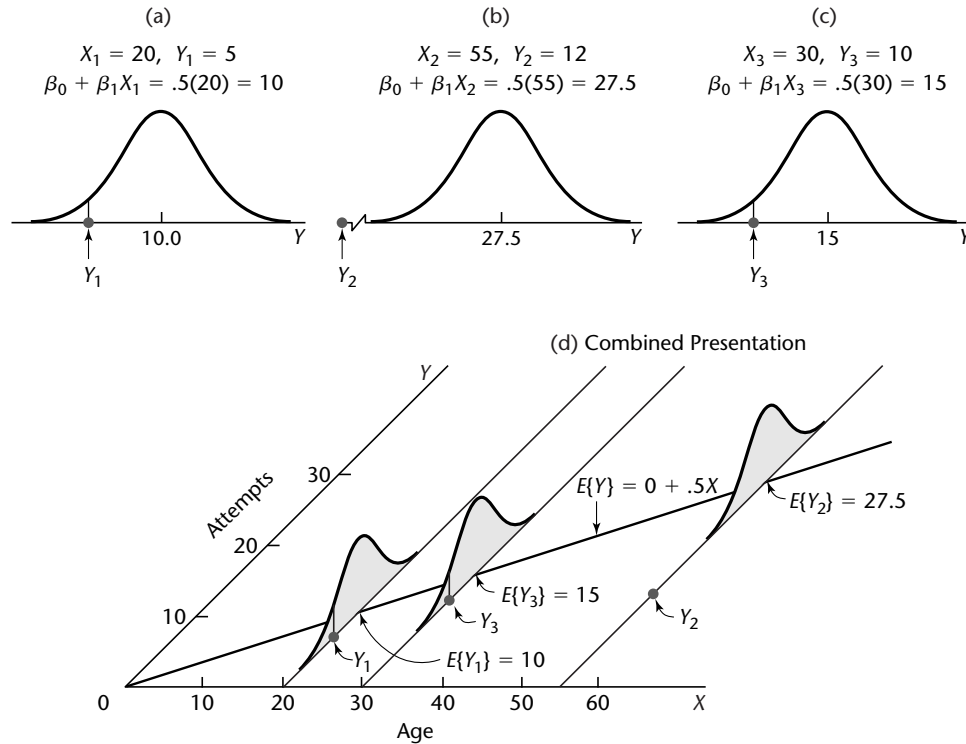 (a)
X₁ = 20, Y₁ = 5
β₀ + β₁X₁ = .5(20) = 10
10.0
Y
Y₁
(b)
X₂ = 55, Y₂ = 12
β₀ + β₁X₂ = .5(55) = 27.5
27.5
Y
Y₂
(c)
X₃ = 30, Y₃ = 10
β₀ + β₁X₃ = .5(30) = 15
15
Y
Y₃
(d) Combined Presentation
Y
Attempts
30
20
10
E{Y} = 0 + .5X
E{Y₂} = 27.5
E{Y₃} = 15
Y₃
Y₂
Y₁
E{Y₁} = 10
0 10 20 30 40 50 60 X
Age